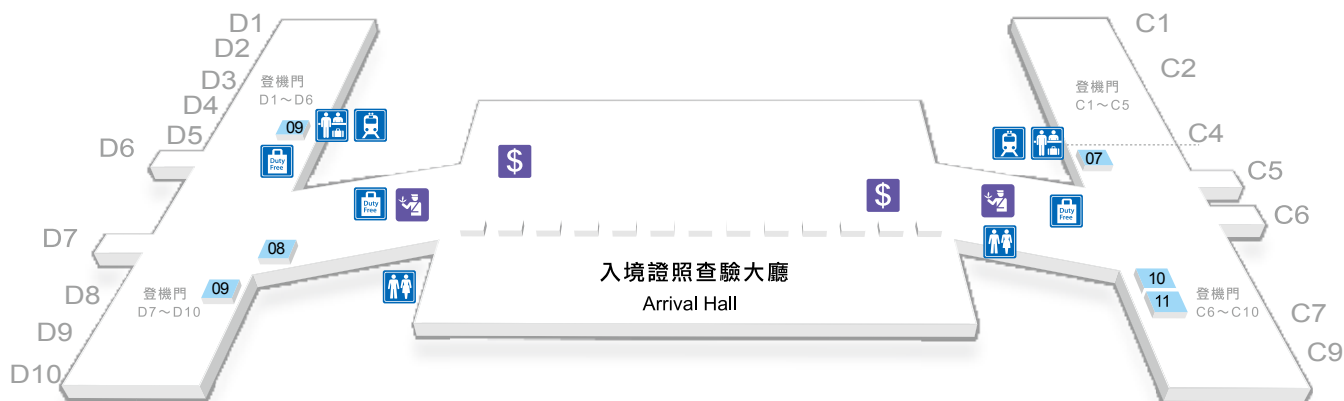 D1
D2
D3
D4
D5
D6
D7
D8
D9
D10
登機門
D1～D6
09
Duty
Free
Duty
Free
08
09
登機門
D7～D10
$
$
入境證照查驗大廳
Arrival Hall
C1
C2
C4
C5
C6
C7
C9
登機門
C1～C5
07
Duty
Free
10
11
登機門
C6～C10